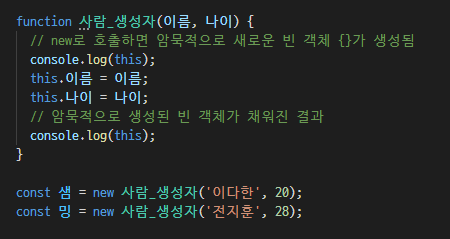 function 사람_생성자(이름, 나이) {
  // new로 호출하면 암묵적으로 새로운 빈 객체 {}가 생성됨
  console.log(this);
  this.이름 = 이름;
  this.나이 = 나이;
  // 암묵적으로 생성된 빈 객체가 채워진 결과
  console.log(this);
}

const 샘 = new 사람_생성자('이다한', 20);
const 밍 = new 사람_생성자('전지훈', 28);